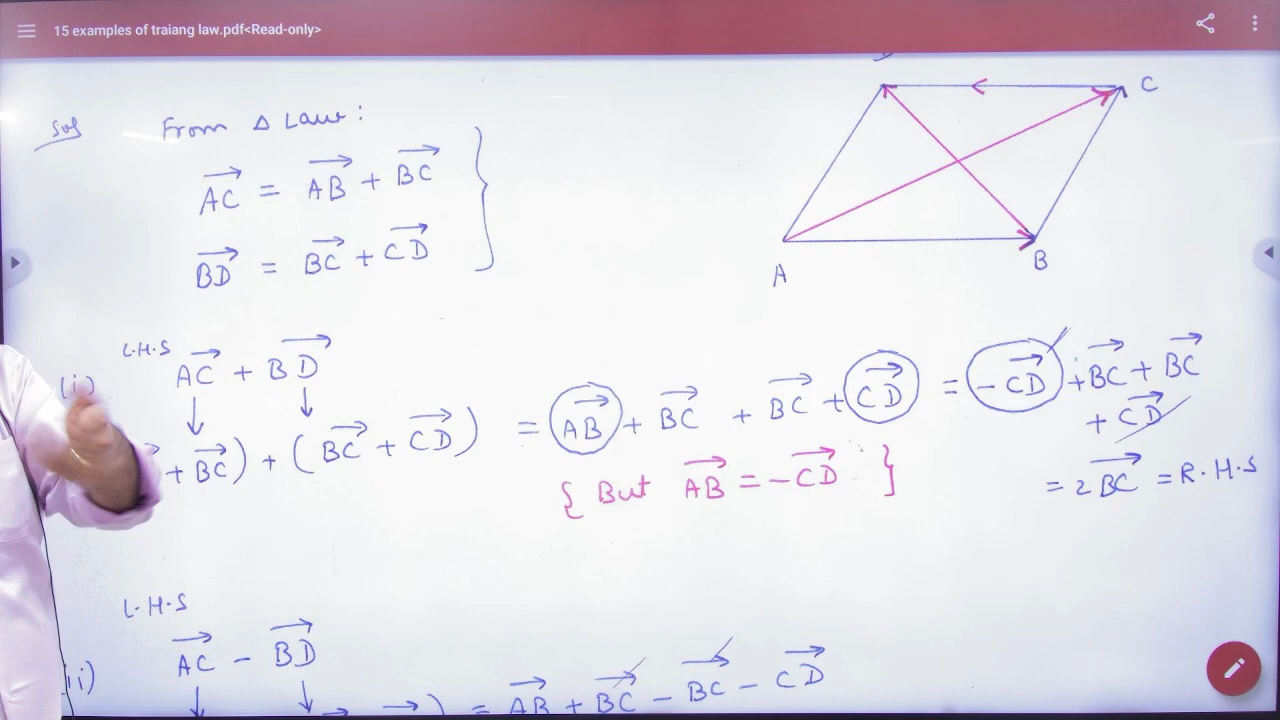 15 examples of traiang law.pdf<Read-only>
Sol From Δ Law:
AC→ = AB→ + BC→
BD→ = BC→ + CD→
C
A
B
L.H.S
(i) AC→ + BD→
+ BC→) + (BC→ + CD→) = AB→ + BC→ + BC→ + CD→ = -CD→ + BC→ + BC→
+ CD→
{ But AB→ = -CD→ }
= 2BC→ = R.H.S
L.H.S
ii) AC→ - BD→
) = AB→ + BC→ - BC→ - CD→